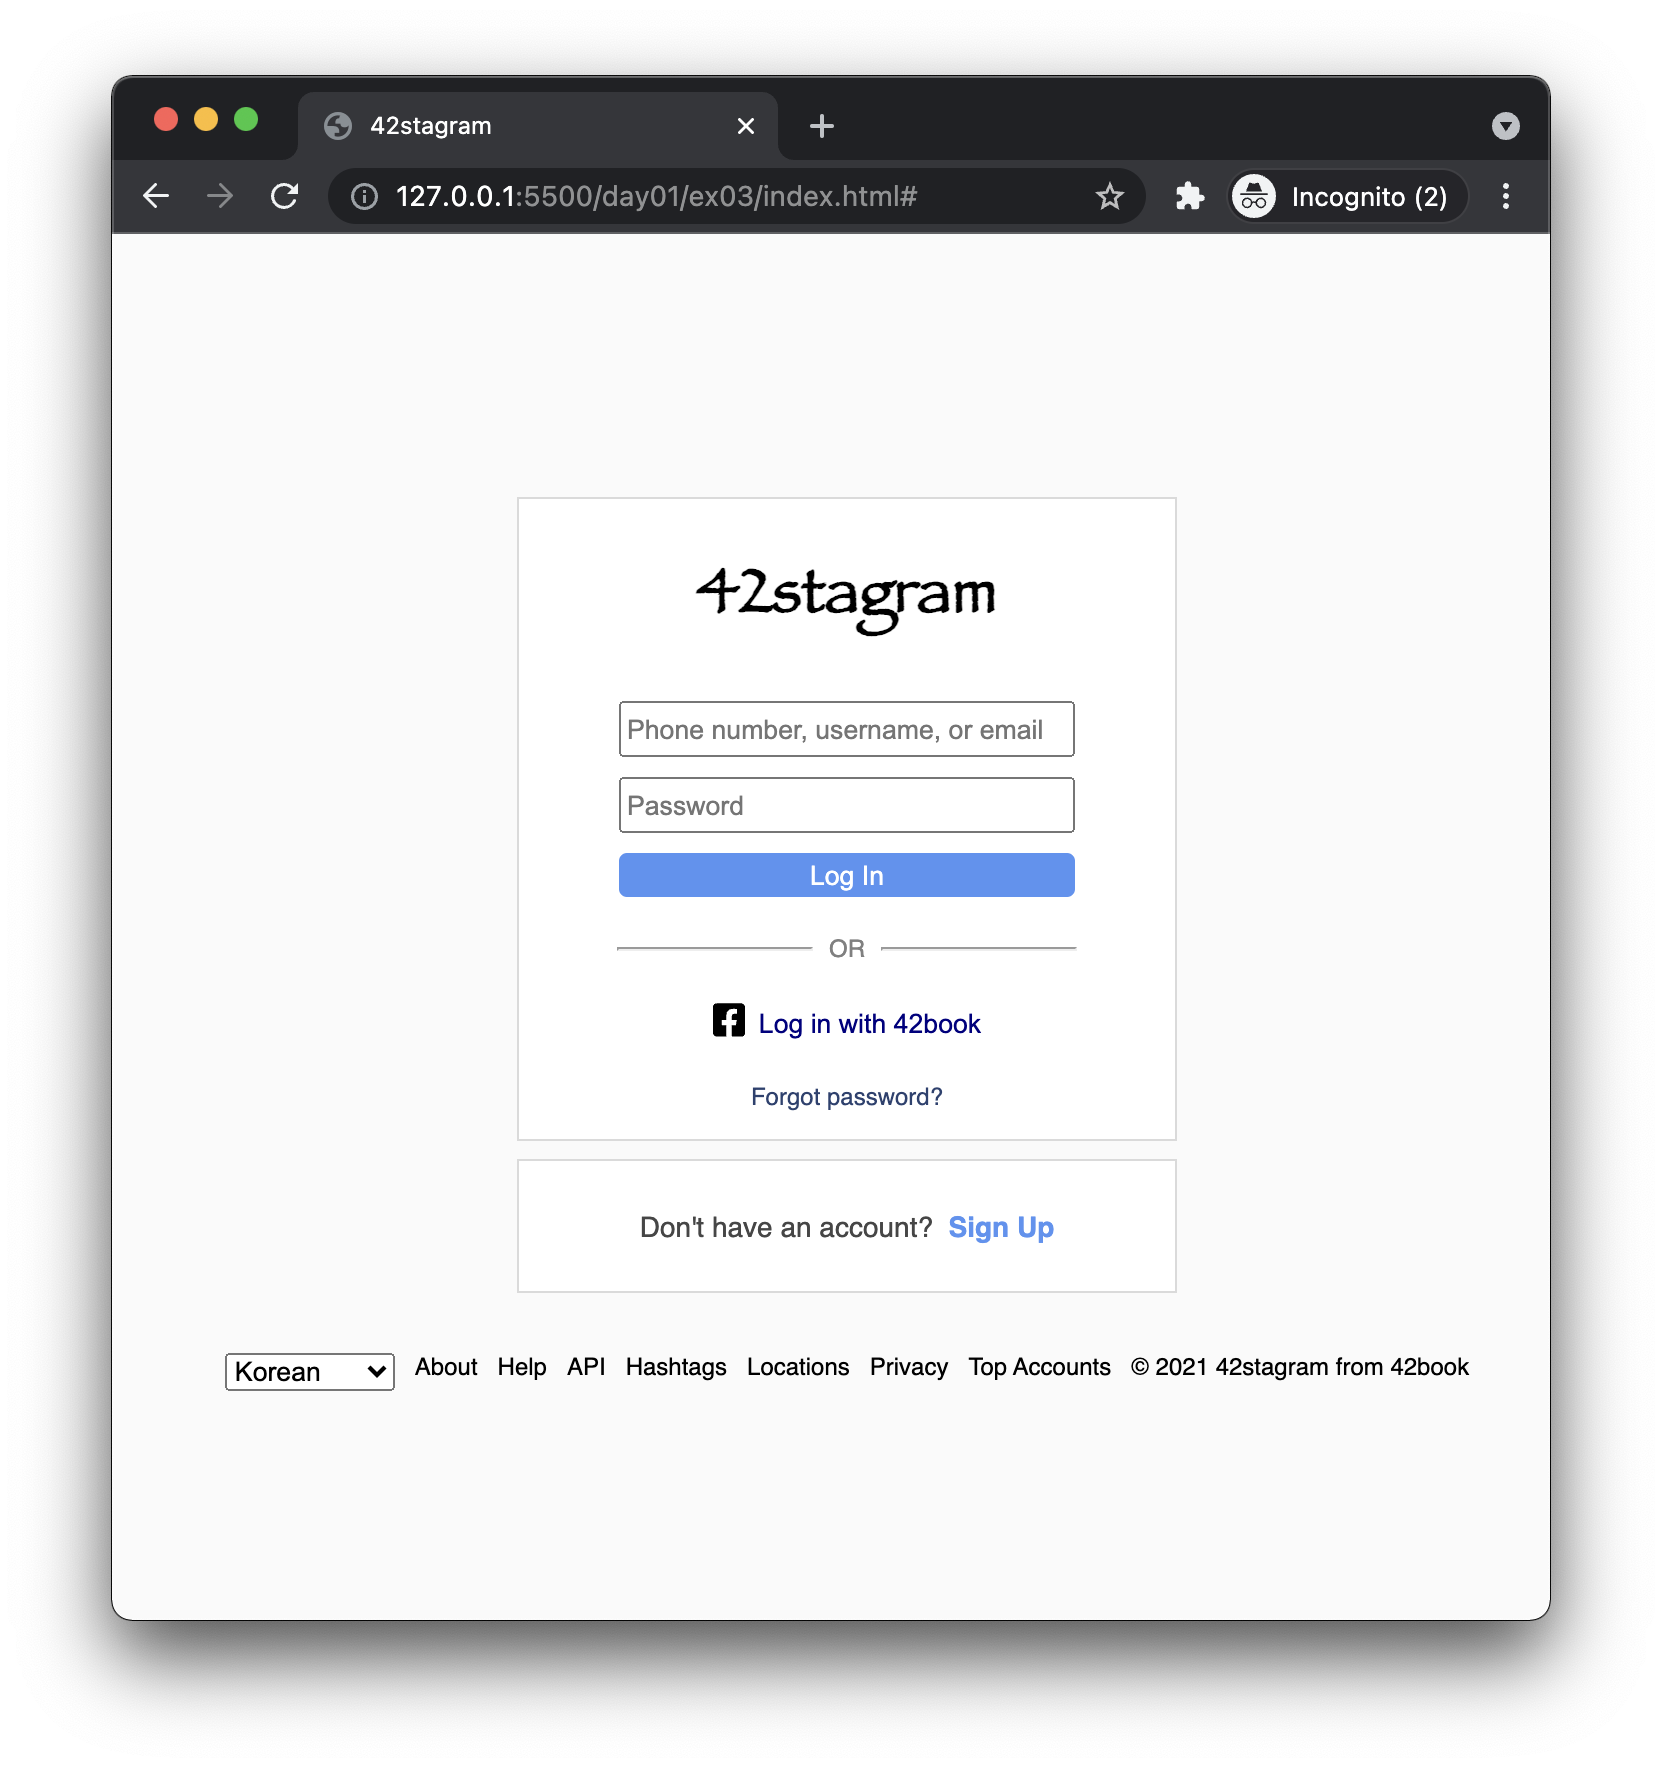 42stagram
127.0.0.1:5500/day01/ex03/index.html#
Incognito (2)
42stagram
Phone number, username, or email
Password
Log In
OR
Log in with 42book
Forgot password?
Don't have an account? Sign Up
Korean About Help API Hashtags Locations Privacy Top Accounts © 2021 42stagram from 42book